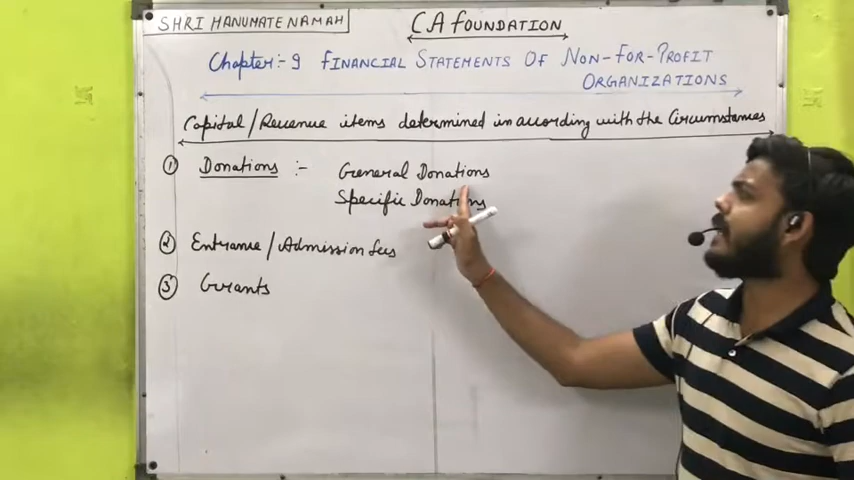 SHRI HANUMATE NAMAH
CA FOUNDATION
Chapter:- 9 FINANCIAL STATEMENTS OF NON-FOR-PROFIT
ORGANIZATIONS
Capital/Revenue items determined in according with the Circumstances
① Donations :- General Donations
Specific Donations
② Entrance/Admission fees
③ Grants